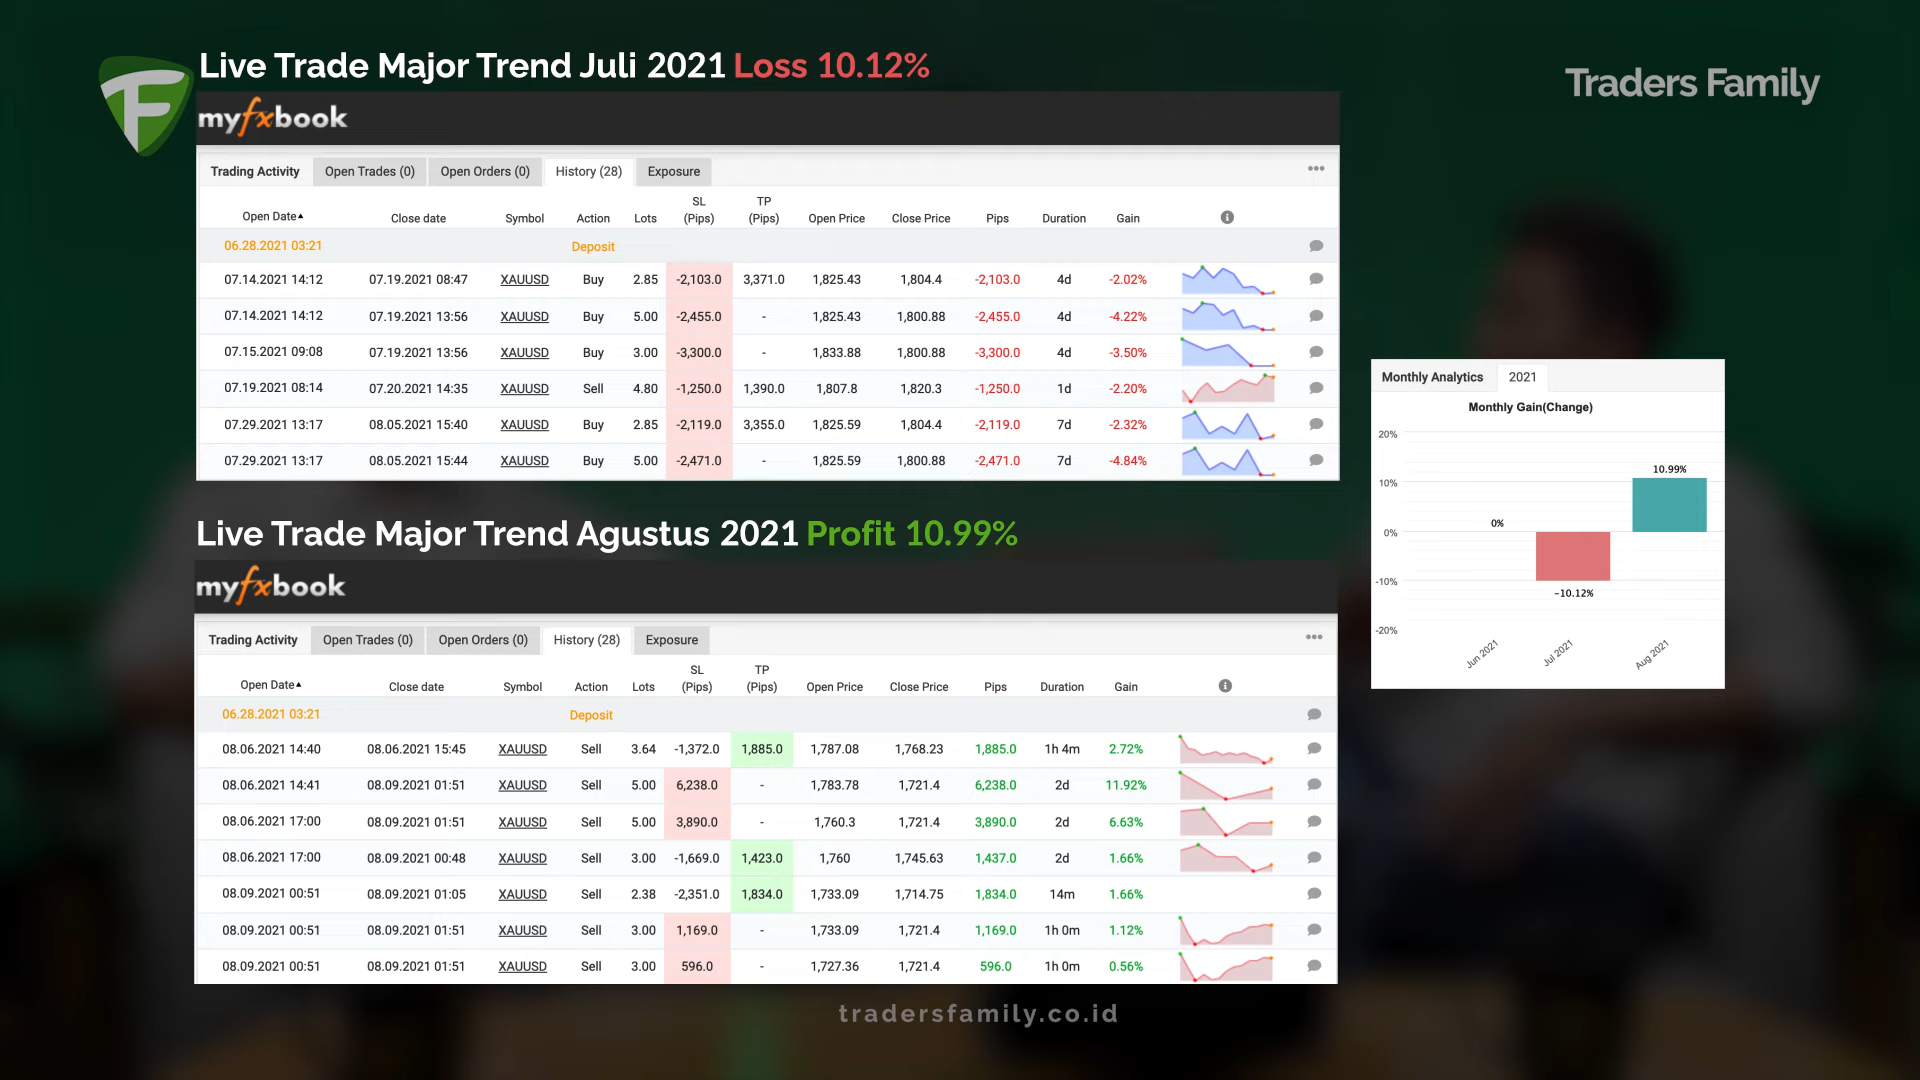 Live Trade Major Trend Juli 2021 Loss 10.12%
Traders Family
myfxbook
Trading Activity Open Trades (0) Open Orders (0) History (28) Exposure
Open Date Close date Symbol Action Lots SL (Pips) TP (Pips) Open Price Close Price Pips Duration Gain
06.28.2021 03:21 Deposit
07.14.2021 14:12 07.19.2021 08:47 XAUUSD Buy 2.85 -2,103.0 3,371.0 1,825.43 1,804.4 -2,103.0 4d -2.02%
07.14.2021 14:12 07.19.2021 13:56 XAUUSD Buy 5.00 -2,455.0 - 1,825.43 1,800.88 -2,455.0 4d -4.22%
07.15.2021 09:08 07.19.2021 13:56 XAUUSD Buy 3.00 -3,300.0 - 1,833.88 1,800.88 -3,300.0 4d -3.50%
07.19.2021 08:14 07.20.2021 14:35 XAUUSD Sell 4.80 -1,250.0 1,390.0 1,807.8 1,820.3 -1,250.0 1d -2.20%
07.29.2021 13:17 08.05.2021 15:40 XAUUSD Buy 2.85 -2,119.0 3,355.0 1,825.59 1,804.4 -2,119.0 7d -2.32%
07.29.2021 13:17 08.05.2021 15:44 XAUUSD Buy 5.00 -2,471.0 - 1,825.59 1,800.88 -2,471.0 7d -4.84%
Live Trade Major Trend Agustus 2021 Profit 10.99%
myfxbook
Trading Activity Open Trades (0) Open Orders (0) History (28) Exposure
Open Date Close date Symbol Action Lots SL (Pips) TP (Pips) Open Price Close Price Pips Duration Gain
06.28.2021 03:21 Deposit
08.06.2021 14:40 08.06.2021 15:45 XAUUSD Sell 3.64 -1,372.0 1,885.0 1,787.08 1,768.23 1,885.0 1h 4m 2.72%
08.06.2021 14:41 08.09.2021 01:51 XAUUSD Sell 5.00 6,238.0 - 1,783.78 1,721.4 6,238.0 2d 11.92%
08.06.2021 17:00 08.09.2021 01:51 XAUUSD Sell 5.00 3,890.0 - 1,760.3 1,721.4 3,890.0 2d 6.63%
08.06.2021 17:00 08.09.2021 00:48 XAUUSD Sell 3.00 -1,669.0 1,423.0 1,760 1,745.63 1,437.0 2d 1.66%
08.09.2021 00:51 08.09.2021 01:05 XAUUSD Sell 2.38 -2,351.0 1,834.0 1,733.09 1,714.75 1,834.0 14m 1.66%
08.09.2021 00:51 08.09.2021 01:51 XAUUSD Sell 3.00 1,169.0 - 1,733.09 1,721.4 1,169.0 1h 0m 1.12%
08.09.2021 00:51 08.09.2021 01:51 XAUUSD Sell 3.00 596.0 - 1,727.36 1,721.4 596.0 1h 0m 0.56%
Monthly Analytics 2021
Monthly Gain(Change)
20%
10.99%
10%
0%
0%
-10%
-10.12%
-20%
Jun 2021 Jul 2021 Aug 2021
tradersfamily.co.id